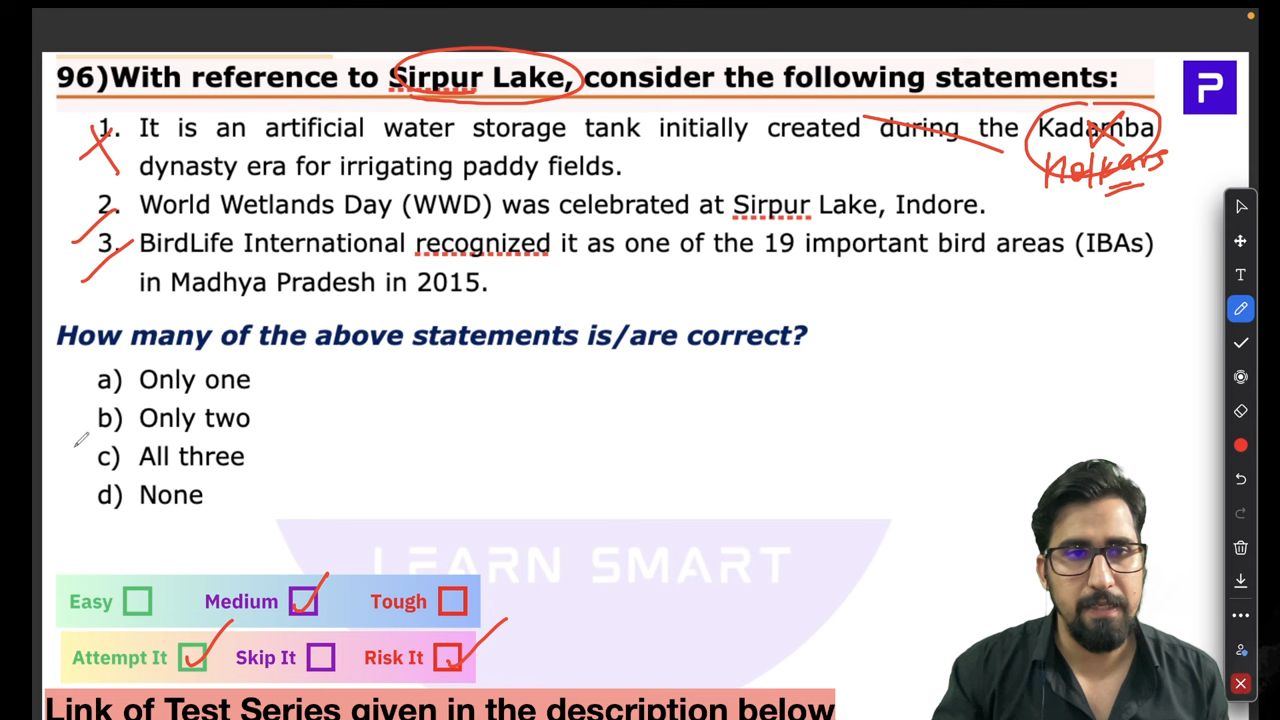 96)With reference to Sirpur Lake, consider the following statements:
1. It is an artificial water storage tank initially created during the Kadamba
Holkars
dynasty era for irrigating paddy fields.
2. World Wetlands Day (WWD) was celebrated at Sirpur Lake, Indore.
3. BirdLife International recognized it as one of the 19 important bird areas (IBAs)
in Madhya Pradesh in 2015.
How many of the above statements is/are correct?
a) Only one
b) Only two
c) All three
d) None
LEARN SMART
Easy Medium Tough
Attempt It Skip It Risk It
Link of Test Series given in the description below